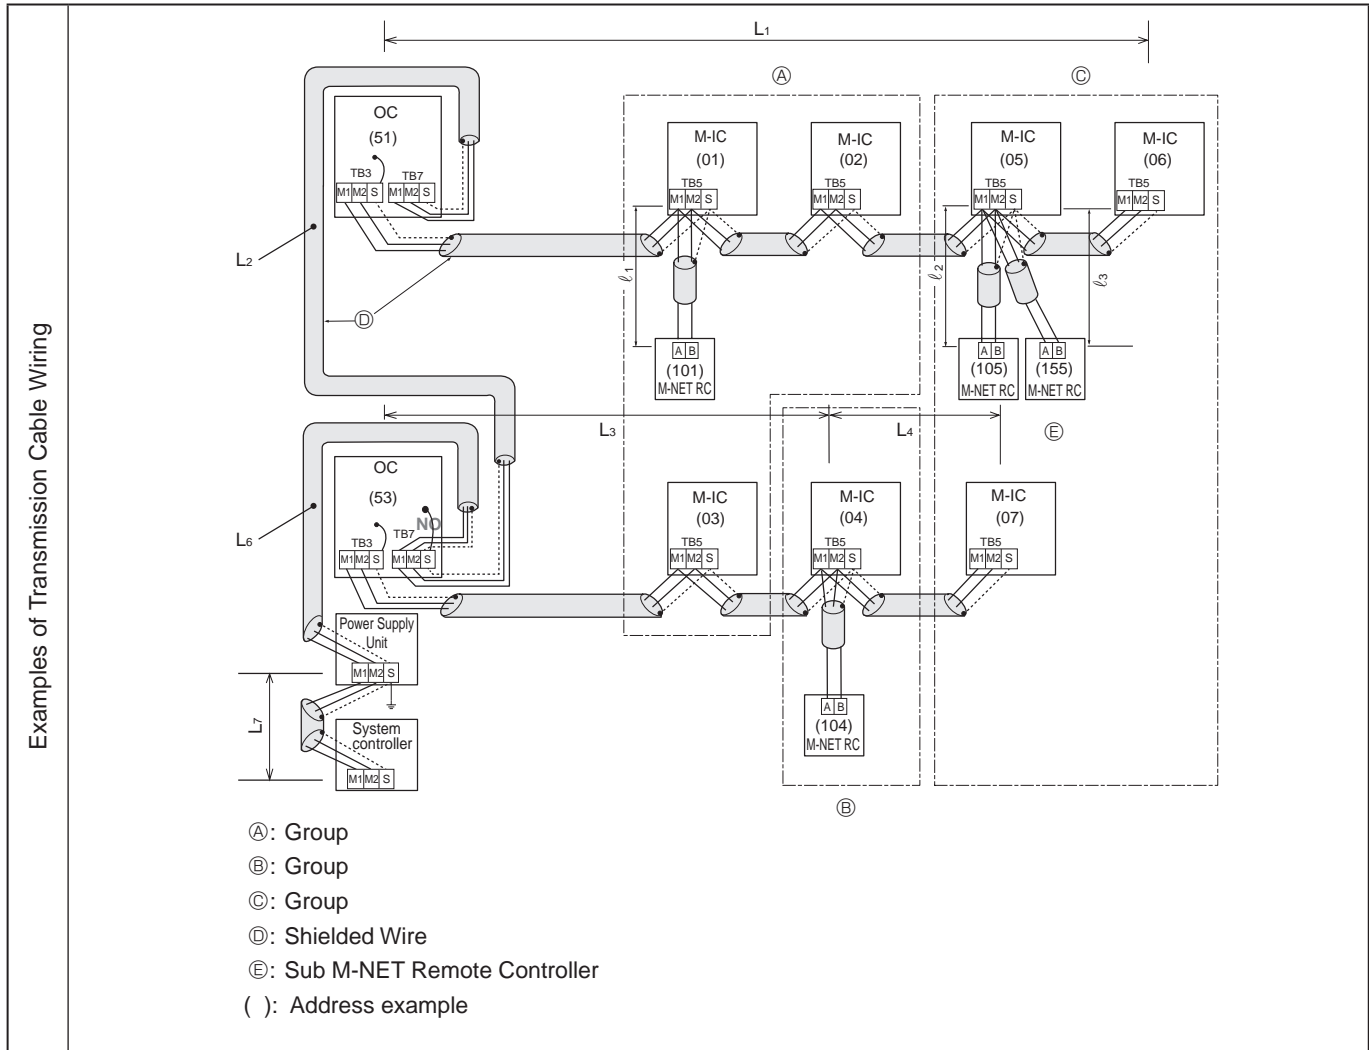 Examples of Transmission Cable Wiring
L1
Ⓐ
Ⓒ
OC
(51)
TB3
TB7
M1 M2 S
M1 M2 S
M-IC
(01)
TB5
M1 M2 S
M-IC
(02)
TB5
M1 M2 S
M-IC
(05)
TB5
M1 M2 S
M-IC
(06)
TB5
M1 M2 S
L2
ℓ1
ℓ2
ℓ3
Ⓓ
A B
(101)
M-NET RC
A B
(105)
M-NET RC
A B
(155)
M-NET RC
L3
L4
Ⓔ
OC
(53)
NO
TB3
TB7
M1 M2 S
M1 M2 S
M-IC
(03)
TB5
M1 M2 S
M-IC
(04)
TB5
M1 M2 S
M-IC
(07)
TB5
M1 M2 S
L6
Power Supply
Unit
M1 M2 S
L7
System
controller
M1 M2 S
A B
(104)
M-NET RC
Ⓑ
Ⓐ: Group
Ⓑ: Group
Ⓒ: Group
Ⓓ: Shielded Wire
Ⓔ: Sub M-NET Remote Controller
( ): Address example